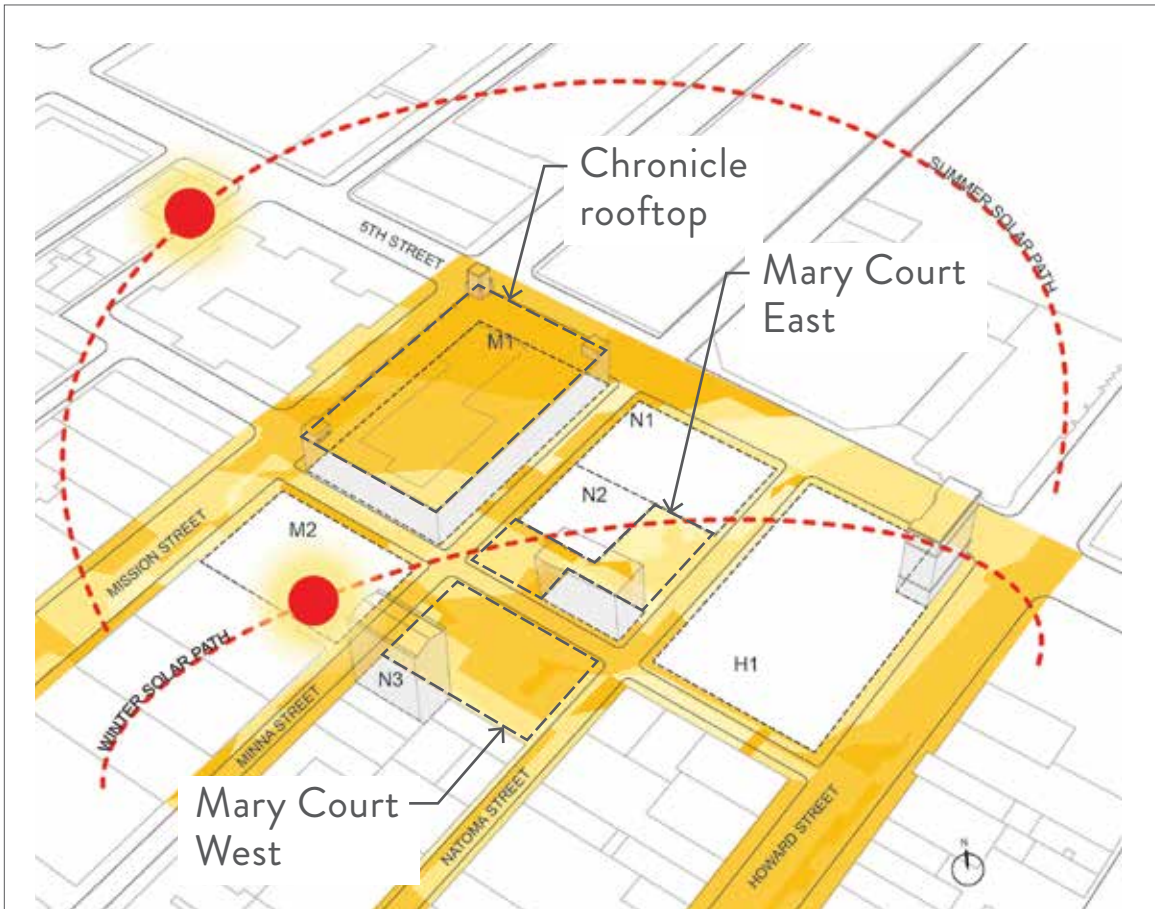 Chronicle
rooftop
SUMMER SOLAR PATH
5TH STREET
Mary Court
East
M1
N1
N2
M2
MISSION STREET
WINTER SOLAR PATH
N3
H1
MINNA STREET
Mary Court
West
NATOMA STREET
HOWARD STREET
N